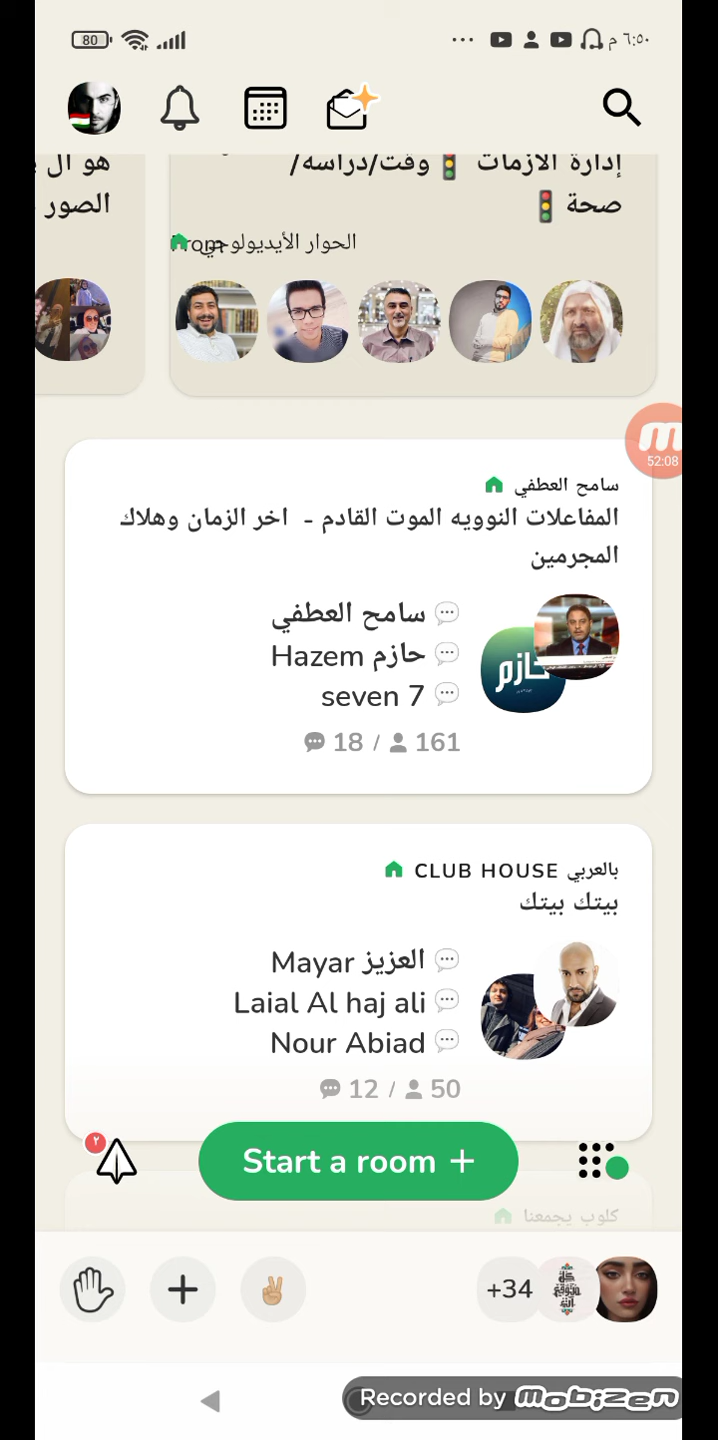 80
٦:٥٠ م
إدارة الأزمات 🚦 وقت/دراسة/
صحة 🚦
هو ال
الصور
From الحوار الأيديولوجي
52:08
سامح العطفي
المفاعلات النوويه الموت القادم - اخر الزمان وهلاك
المجرمين
سامح العطفي
حازم Hazem
seven 7
حازم
18 / 161
بالعربي CLUB HOUSE
بيتك بيتك
العزيز Mayar
Laial Al haj ali
Nour Abiad
12 / 50
٢
Start a room +
كلوب يجمعنا
+34
Recorded by mobizen